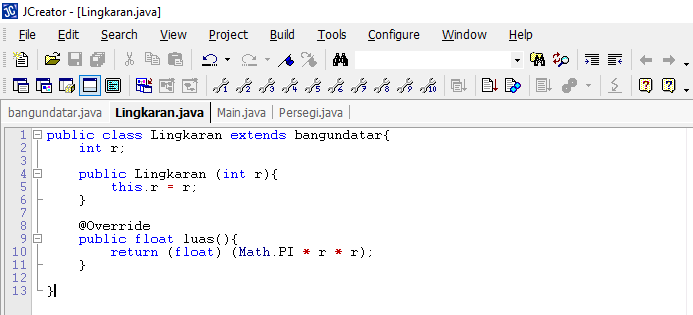 JCreator - [Lingkaran.java]
File Edit Search View Project Build Tools Configure Window Help
bangundatar.java Lingkaran.java Main.java Persegi.java
1 public class Lingkaran extends bangundatar{
2 int r;
3
4 public Lingkaran (int r){
5 this.r = r;
6 }
7
8 @Override
9 public float luas(){
10 return (float) (Math.PI * r * r);
11 }
12
13 }